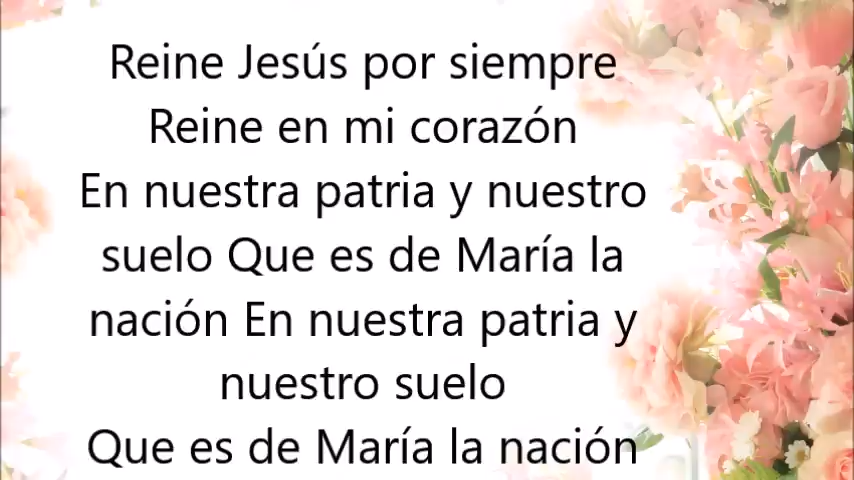 Reine Jesús por siempre
Reine en mi corazón
En nuestra patria y nuestro
suelo Que es de María la
nación En nuestra patria y
nuestro suelo
Que es de María la nación